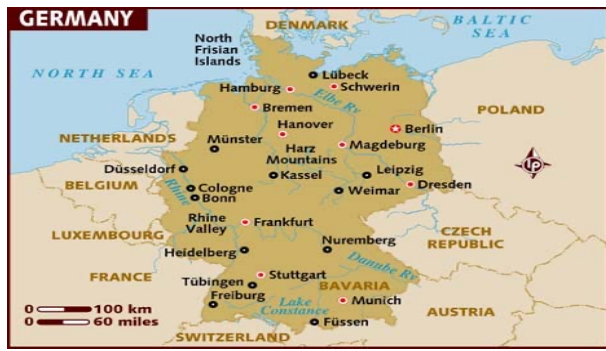 GERMANY
DENMARK
BALTIC
SEA
North
Frisian
Islands
NORTH SEA
Lübeck
Hamburg
Schwerin
Elbe Rv
Bremen
POLAND
Hanover
Berlin
NETHERLANDS
Münster
Harz
Mountains
Magdeburg
Düsseldorf
Kassel
Leipzig
BELGIUM
Rhine
Cologne
Bonn
Weimar
Dresden
Rhine
Valley
Frankfurt
LUXEMBOURG
CZECH
REPUBLIC
Heidelberg
Nuremberg
Danube Rv
FRANCE
Stuttgart
Tübingen
BAVARIA
Freiburg
Munich
0 100 km
0 60 miles
Lake
Constance
Füssen
AUSTRIA
SWITZERLAND